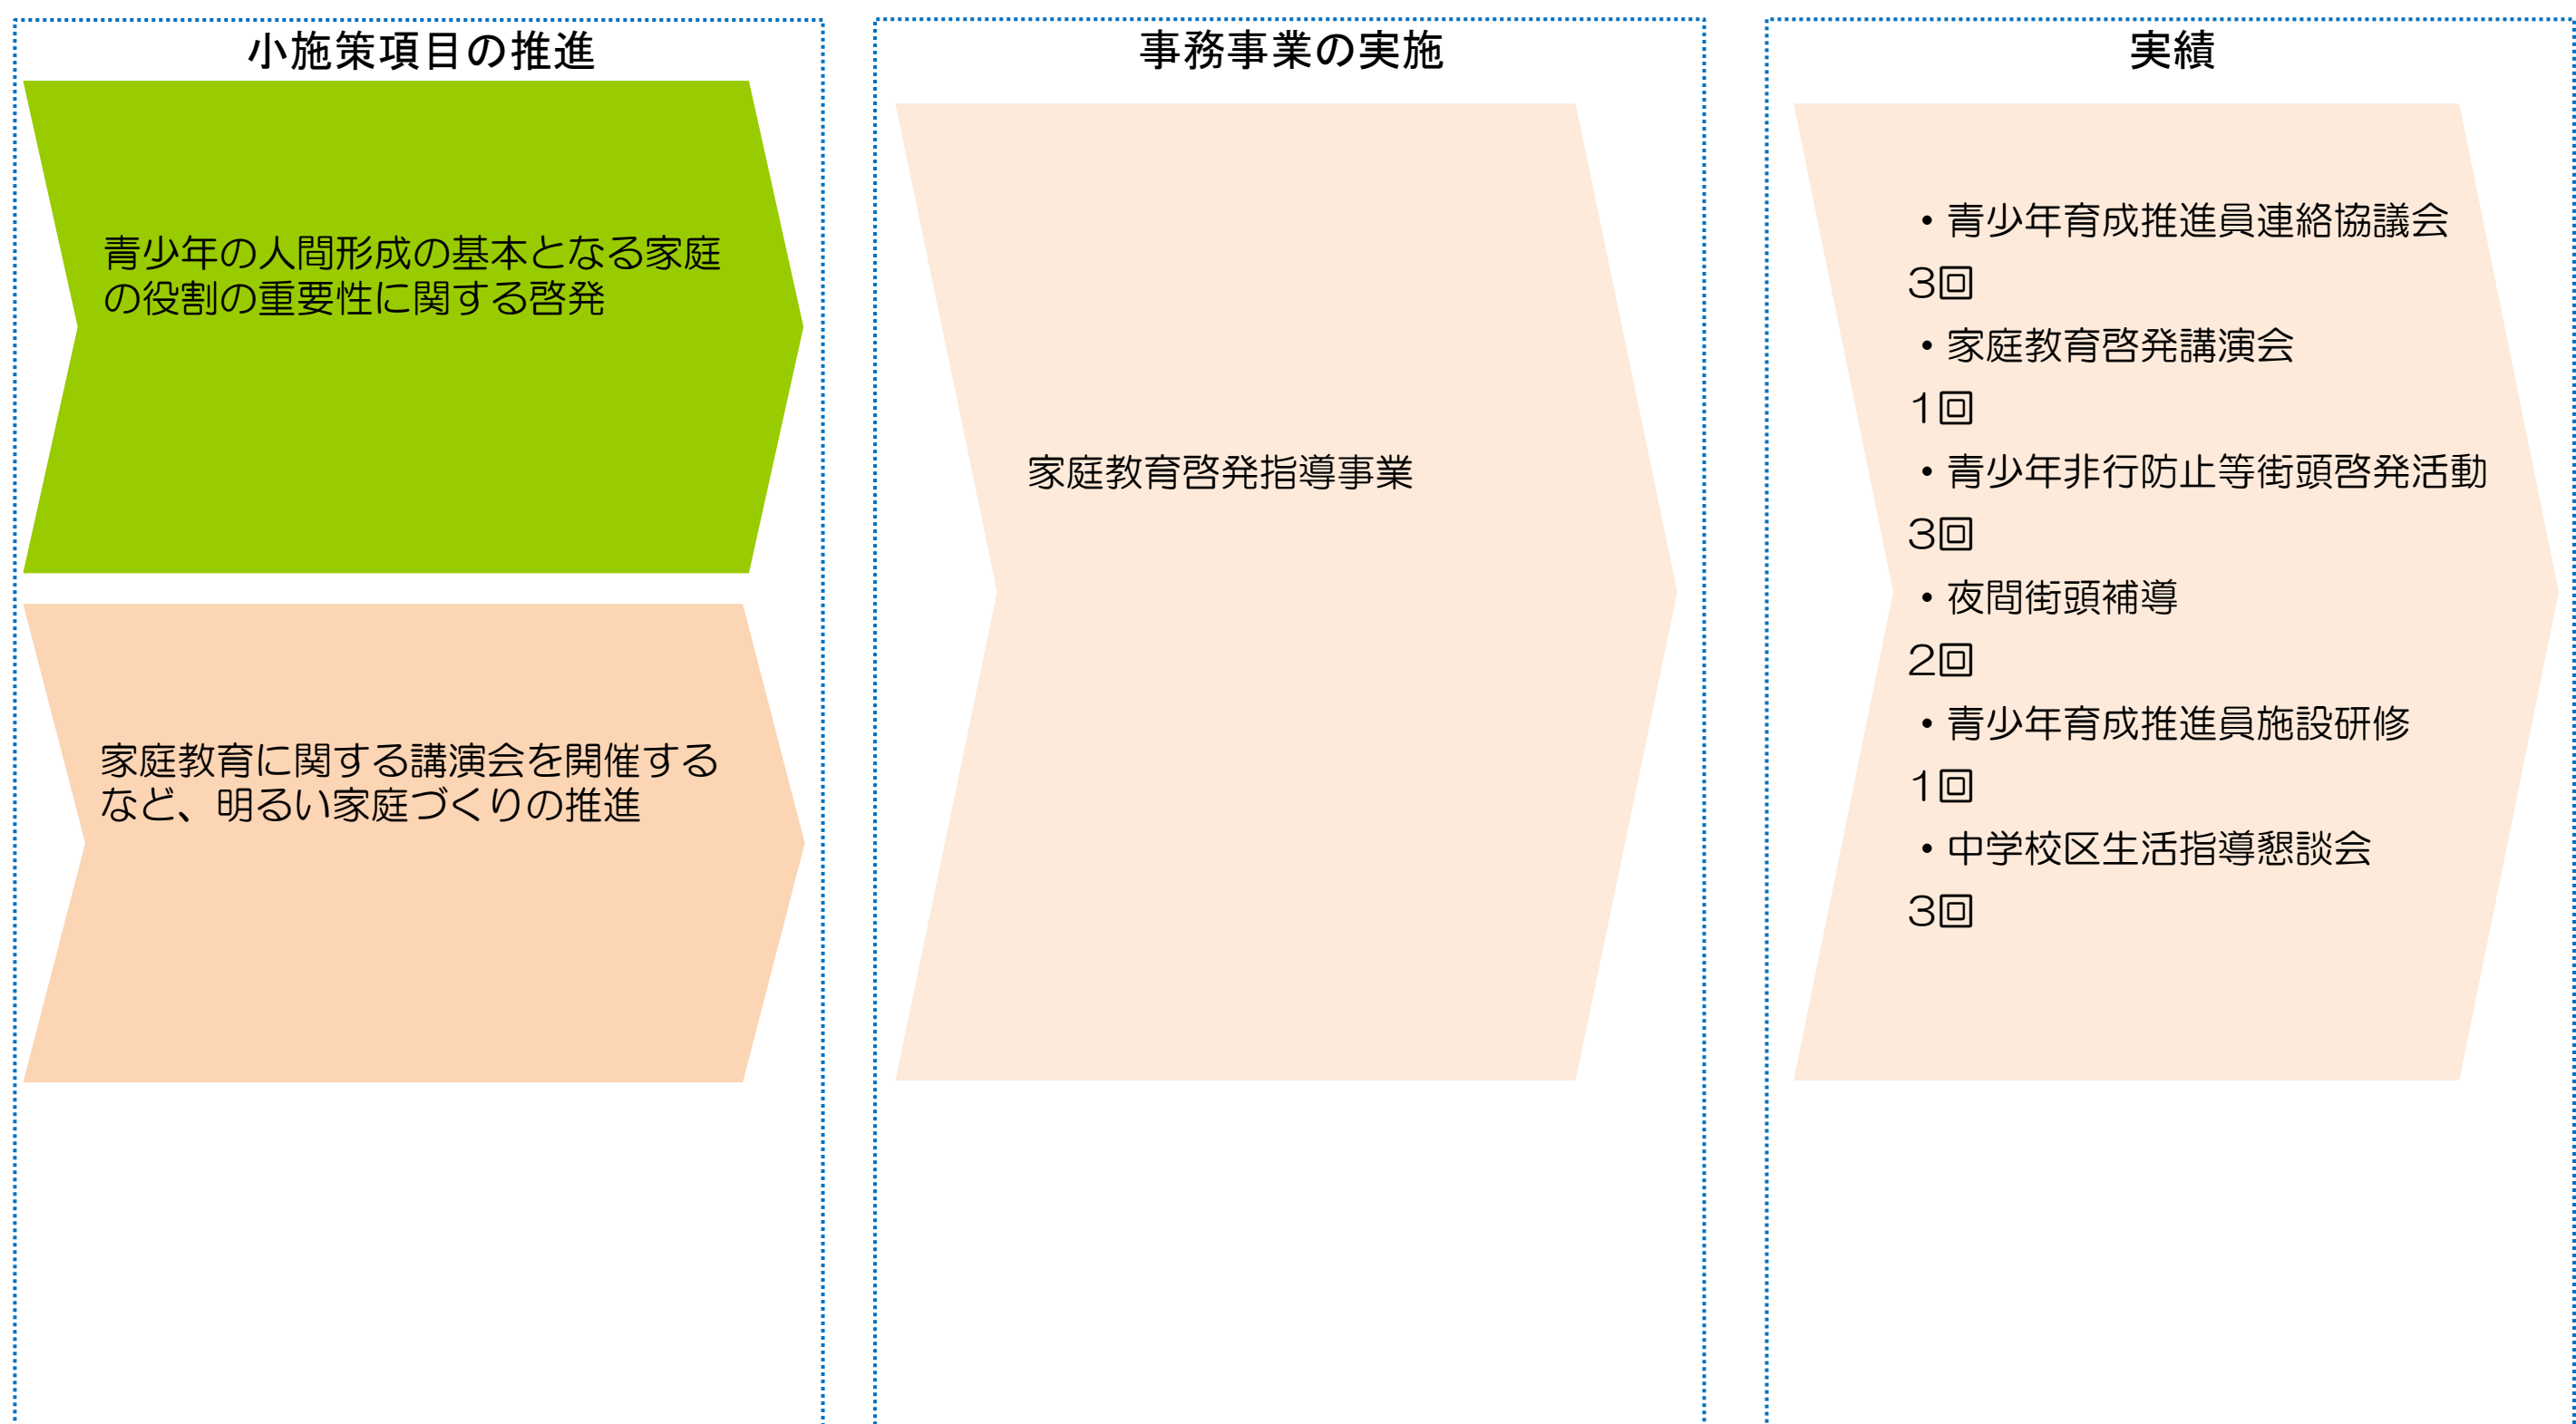 小施策項目の推進
青少年の人間形成の基本となる家庭
の役割の重要性に関する啓発
家庭教育に関する講演会を開催する
など、明るい家庭づくりの推進
事務事業の実施
家庭教育啓発指導事業
実績
・青少年育成推進員連絡協議会
3回
・家庭教育啓発講演会
1回
・青少年非行防止等街頭啓発活動
3回
・夜間街頭補導
2回
・青少年育成推進員施設研修
1回
・中学校区生活指導懇談会
3回